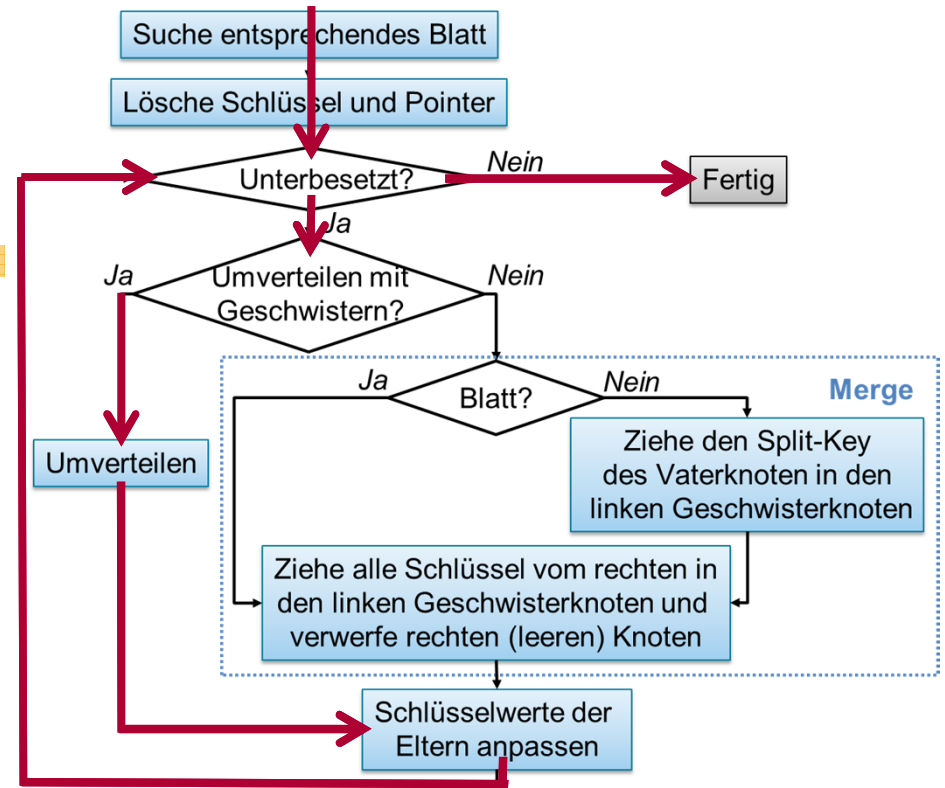 Suche entsprechendes Blatt
Lösche Schlüssel und Pointer
Unterbesetzt?
Nein
Fertig
Ja
Umverteilen mit
Geschwistern?
Ja
Nein
Merge
Blatt?
Ja
Nein
Ziehe den Split-Key
des Vaterknoten in den
linken Geschwisterknoten
Umverteilen
Ziehe alle Schlüssel vom rechten in
den linken Geschwisterknoten und
verwerfe rechten (leeren) Knoten
Schlüsselwerte der
Eltern anpassen